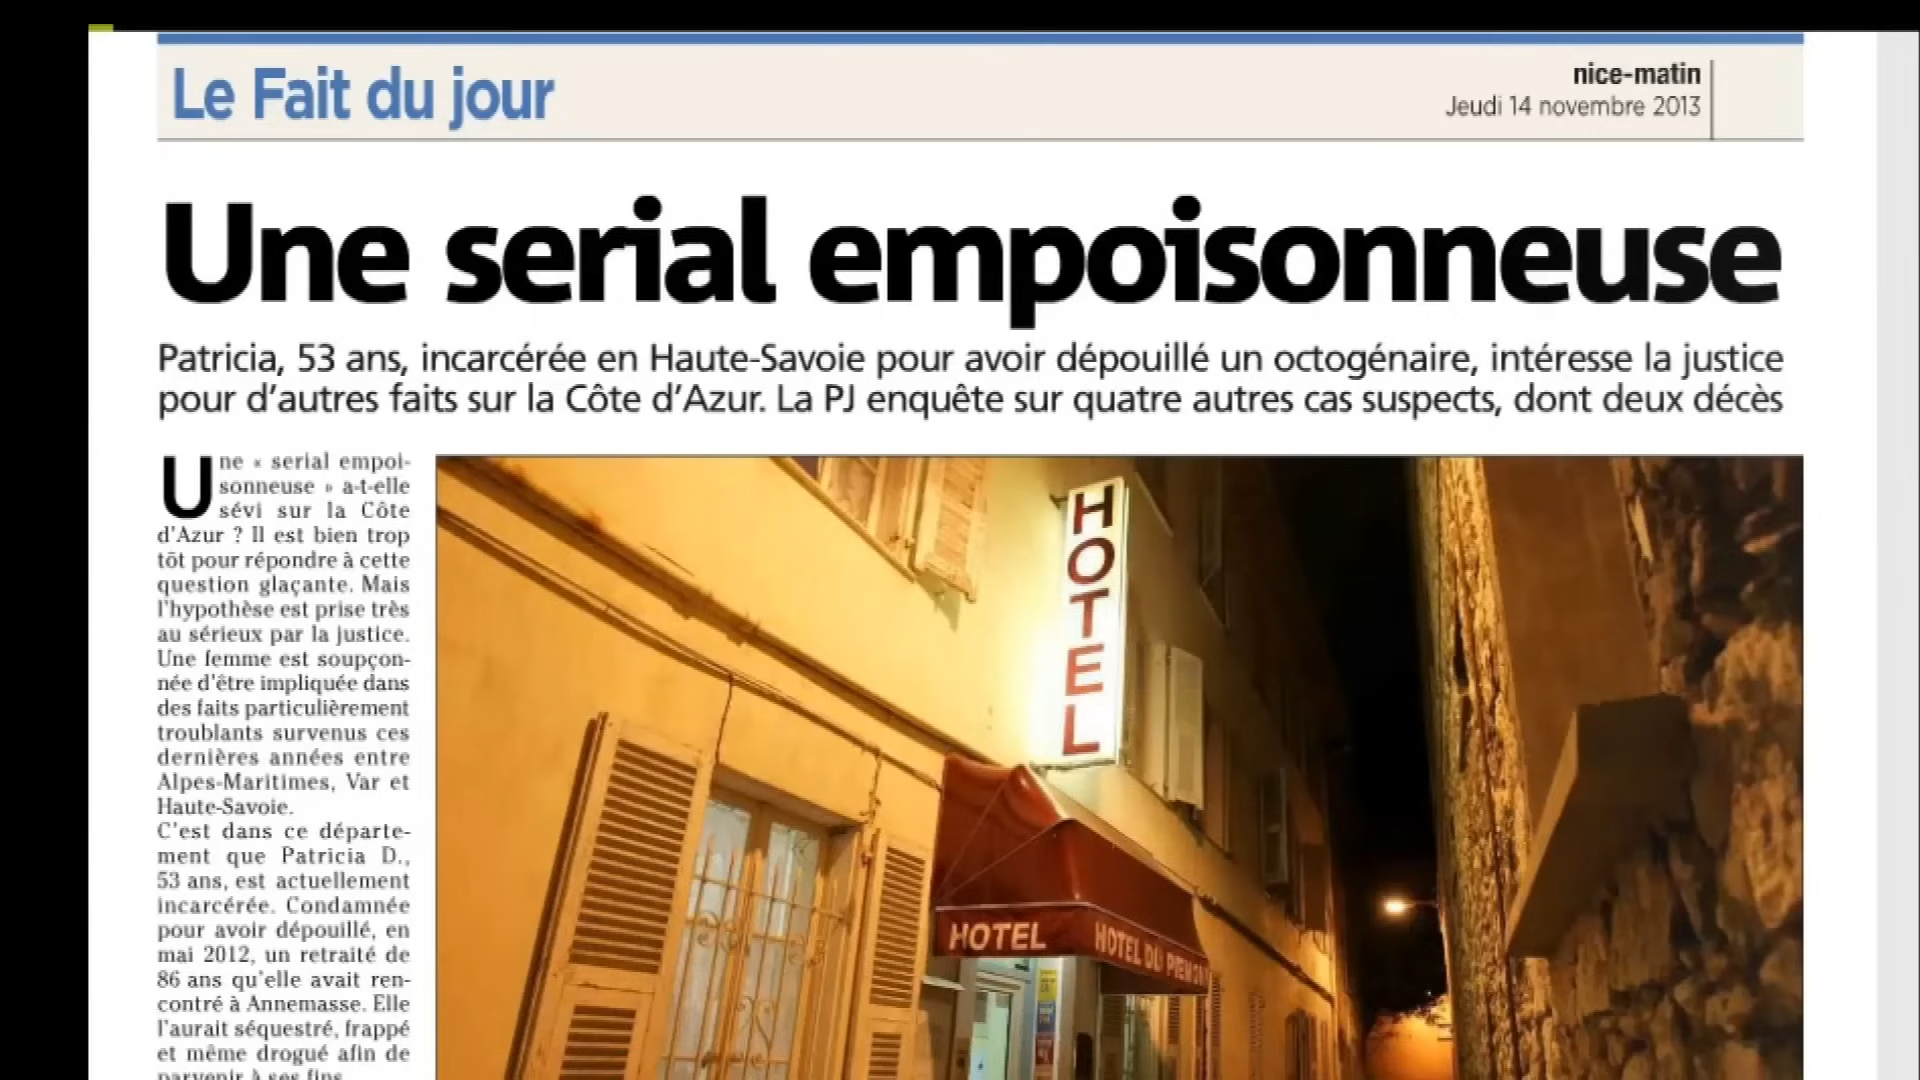 Le Fait du jour
nice-matin
Jeudi 14 novembre 2013
Une serial empoisonneuse
Patricia, 53 ans, incarcérée en Haute-Savoie pour avoir dépouillé un octogénaire, intéresse la justice
pour d'autres faits sur la Côte d'Azur. La PJ enquête sur quatre autres cas suspects, dont deux décès
Une « serial empoi-
sonneuse » a-t-elle
sévi sur la Côte
d'Azur ? Il est bien trop
tôt pour répondre à cette
question glaçante. Mais
l'hypothèse est prise très
au sérieux par la justice.
Une femme est soupçon-
née d'être impliquée dans
des faits particulièrement
troublants survenus ces
dernières années entre
Alpes-Maritimes, Var et
Haute-Savoie.
C'est dans ce départe-
ment que Patricia D.,
53 ans, est actuellement
incarcérée. Condamnée
pour avoir dépouillé, en
mai 2012, un retraité de
86 ans qu'elle avait ren-
contré à Annemasse. Elle
l'aurait séquestré, frappé
et même drogué afin de
parvenir à ses fins.
HOTEL
HOTEL
HOTEL DU PIEMON